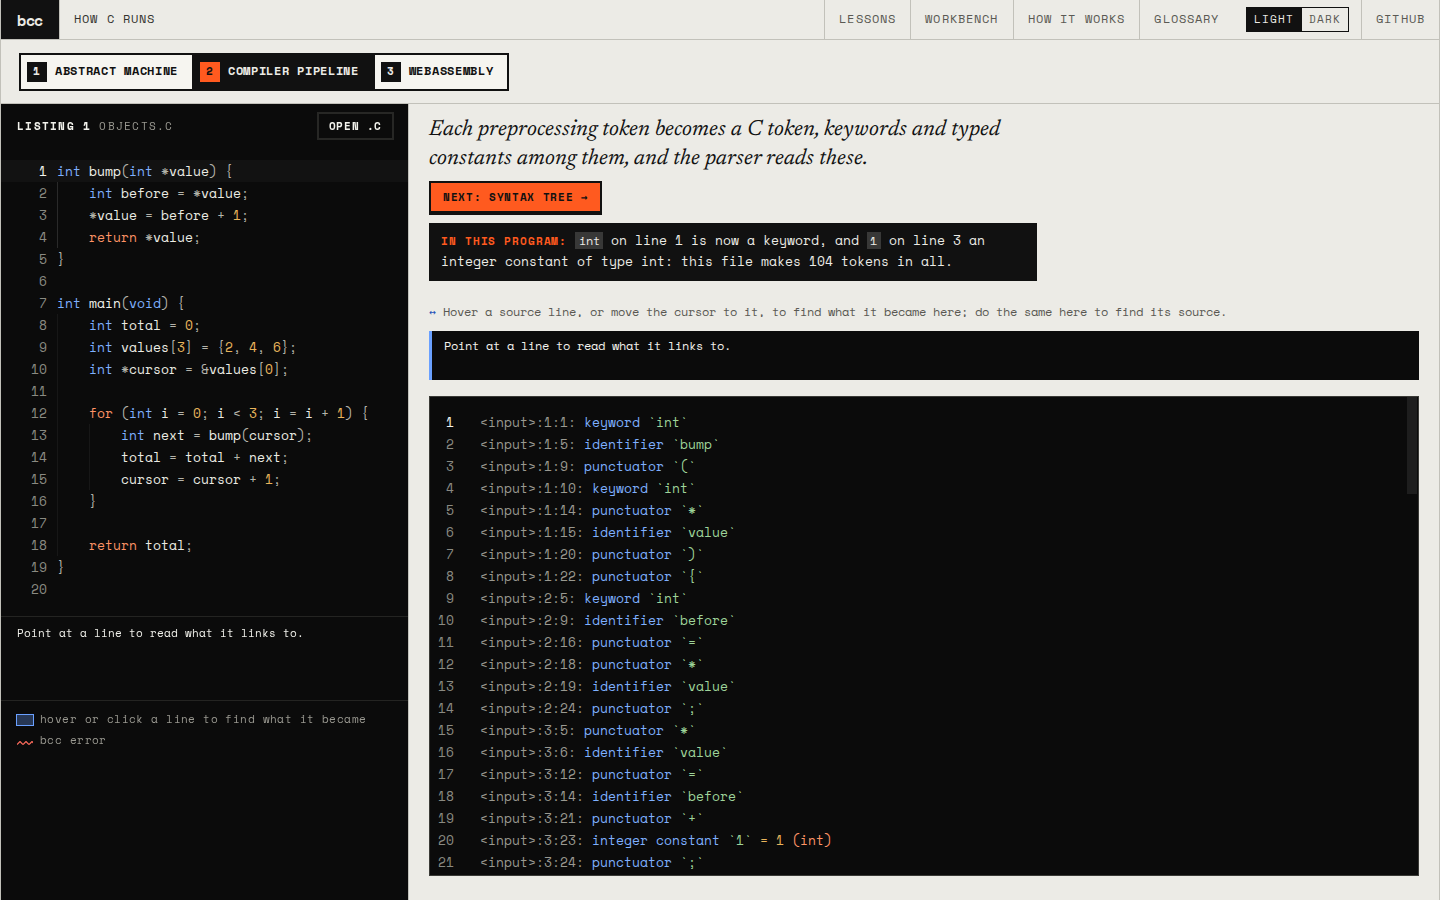 bcc HOW C RUNS LESSONS WORKBENCH HOW IT WORKS GLOSSARY LIGHT DARK GITHUB
1 ABSTRACT MACHINE 2 COMPILER PIPELINE 3 WEBASSEMBLY
LISTING 1 OBJECTS.C OPEN .C
1 int bump(int *value) {
2     int before = *value;
3     *value = before + 1;
4     return *value;
5 }
6
7 int main(void) {
8     int total = 0;
9     int values[3] = {2, 4, 6};
10     int *cursor = &values[0];
11
12     for (int i = 0; i < 3; i = i + 1) {
13         int next = bump(cursor);
14         total = total + next;
15         cursor = cursor + 1;
16     }
17
18     return total;
19 }
20
Point at a line to read what it links to.
hover or click a line to find what it became
bcc error
Each preprocessing token becomes a C token, keywords and typed
constants among them, and the parser reads these.
NEXT: SYNTAX TREE →
IN THIS PROGRAM: int on line 1 is now a keyword, and 1 on line 3 an
integer constant of type int: this file makes 104 tokens in all.
↔ Hover a source line, or move the cursor to it, to find what it became here; do the same here to find its source.
Point at a line to read what it links to.
1 <input>:1:1: keyword `int`
2 <input>:1:5: identifier `bump`
3 <input>:1:9: punctuator `(`
4 <input>:1:10: keyword `int`
5 <input>:1:14: punctuator `*`
6 <input>:1:15: identifier `value`
7 <input>:1:20: punctuator `)`
8 <input>:1:22: punctuator `{`
9 <input>:2:5: keyword `int`
10 <input>:2:9: identifier `before`
11 <input>:2:16: punctuator `=`
12 <input>:2:18: punctuator `*`
13 <input>:2:19: identifier `value`
14 <input>:2:24: punctuator `;`
15 <input>:3:5: punctuator `*`
16 <input>:3:6: identifier `value`
17 <input>:3:12: punctuator `=`
18 <input>:3:14: identifier `before`
19 <input>:3:21: punctuator `+`
20 <input>:3:23: integer constant `1` = 1 (int)
21 <input>:3:24: punctuator `;`